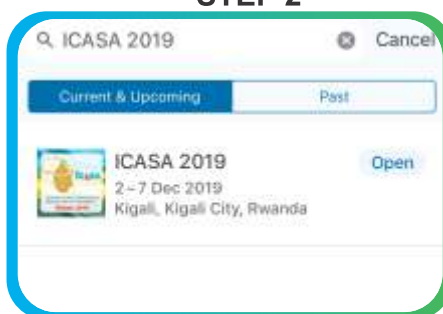 STEP 2
ICASA 2019
Cancel
Current & Upcoming
Past
ICASA 2019
Open
2–7 Dec 2019
Kigali, Kigali City, Rwanda